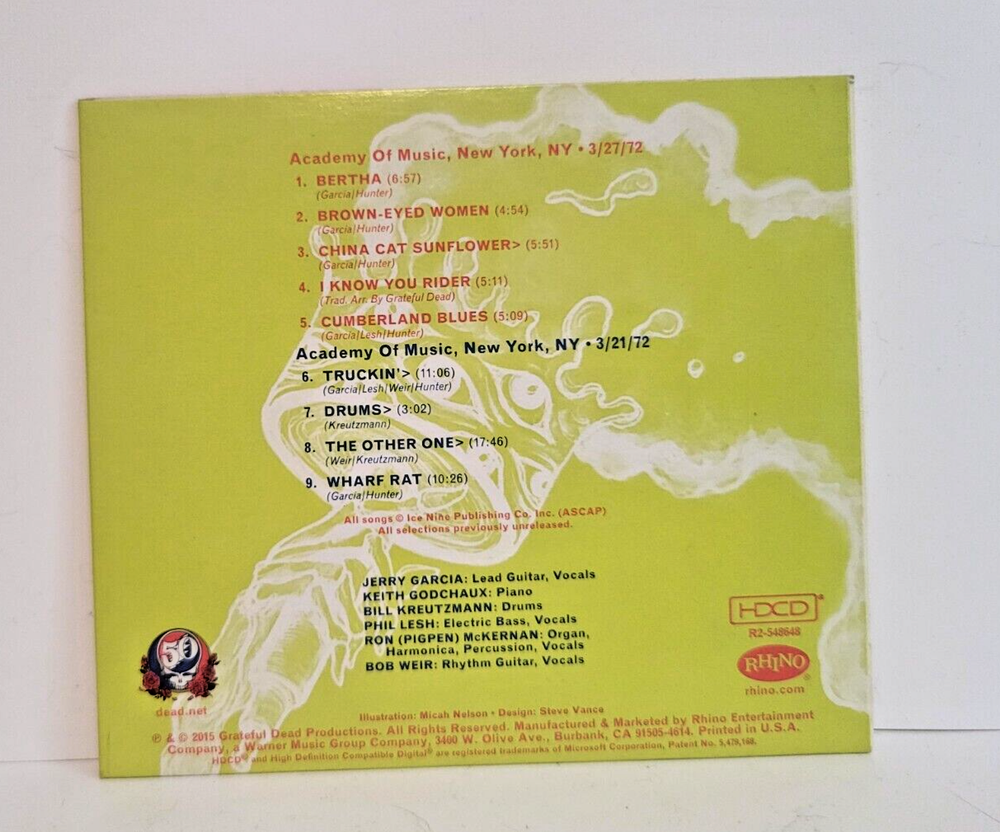 Academy Of Music, New York, NY • 3/27/72
1. BERTHA (6:57)
(Garcia|Hunter)
2. BROWN-EYED WOMEN (4:54)
(Garcia|Hunter)
3. CHINA CAT SUNFLOWER> (5:51)
(Garcia|Hunter)
4. I KNOW YOU RIDER (5:11)
(Trad. Arr. By Grateful Dead)
5. CUMBERLAND BLUES (5:09)
(Garcia|Lesh|Hunter)
Academy Of Music, New York, NY • 3/21/72
6. TRUCKIN'> (11:06)
(Garcia|Lesh|Weir|Hunter)
7. DRUMS> (3:02)
(Kreutzmann)
8. THE OTHER ONE> (17:46)
(Weir|Kreutzmann)
9. WHARF RAT (10:26)
(Garcia|Hunter)
All songs © Ice Nine Publishing Co. Inc. (ASCAP)
All selections previously unreleased.
JERRY GARCIA: Lead Guitar, Vocals
KEITH GODCHAUX: Piano
BILL KREUTZMANN: Drums
PHIL LESH: Electric Bass, Vocals
RON (PIGPEN) McKERNAN: Organ,
Harmonica, Percussion, Vocals
BOB WEIR: Rhythm Guitar, Vocals
HDCD®
R2-548648
RHINO®
rhino.com
50
dead.net
Illustration: Micah Nelson • Design: Steve Vance
℗ & © 2015 Grateful Dead Productions. All Rights Reserved. Manufactured & Marketed by Rhino Entertainment
Company, a Warner Music Group Company, 3400 W. Olive Ave., Burbank, CA 91505-4614. Printed in U.S.A.
HDCD® and High Definition Compatible Digital® are registered trademarks of Microsoft Corporation, Patent No. 5,479,168.